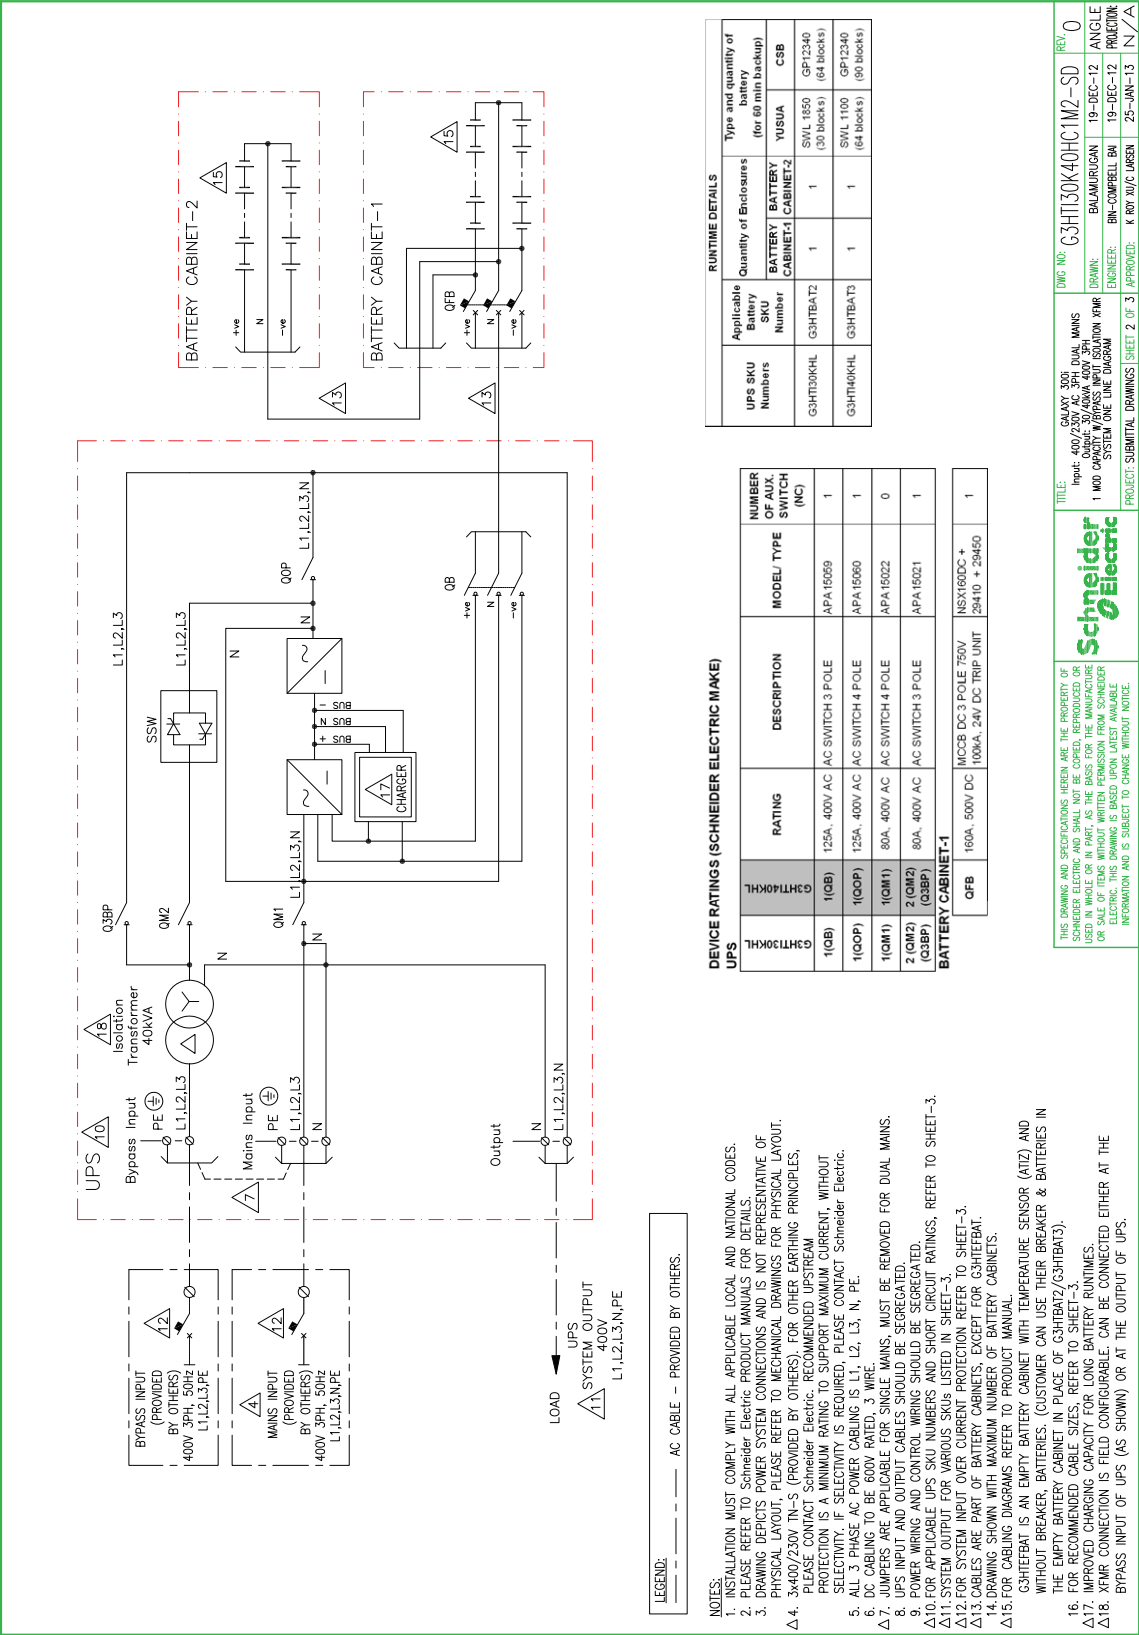 UPS
10
Bypass Input
PE
L1,L2,L3
18
Isolation
Transformer
40kVA
N
Q3BP
QM2
SSW
L1,L2,L3
L1,L2,L3
N
Mains Input
PE
L1,L2,L3
N
N
QM1
L1,L2,L3,N
BUS +
BUS N
BUS -
17
CHARGER
N
QOP
L1,L2,L3,N
7
Output
N
L1,L2,L3,N
QB
+ve
N
-ve
BATTERY CABINET-2
+ve
N
-ve
15
BATTERY CABINET-1
QFB
+ve
N
-ve
15
13
13
BYPASS INPUT
(PROVIDED
BY OTHERS)
400V 3PH, 50Hz
L1,L2,L3,PE
12
4
MAINS INPUT
(PROVIDED
BY OTHERS)
400V 3PH, 50Hz
L1,L2,L3,N,PE
12
LOAD
UPS
11 SYSTEM OUTPUT
400V
L1,L2,L3,N,PE
LEGEND:
AC CABLE - PROVIDED BY OTHERS.
NOTES:
1. INSTALLATION MUST COMPLY WITH ALL APPLICABLE LOCAL AND NATIONAL CODES.
2. PLEASE REFER TO Schneider Electric PRODUCT MANUALS FOR DETAILS.
3. DRAWING DEPICTS POWER SYSTEM CONNECTIONS AND IS NOT REPRESENTATIVE OF
PHYSICAL LAYOUT, PLEASE REFER TO MECHANICAL DRAWINGS FOR PHYSICAL LAYOUT.
△4. 3x400/230V TN-S (PROVIDED BY OTHERS). FOR OTHER EARTHING PRINCIPLES,
PLEASE CONTACT Schneider Electric. RECOMMENDED UPSTREAM
PROTECTION IS A MINIMUM RATING TO SUPPORT MAXIMUM CURRENT, WITHOUT
SELECTIVITY. IF SELECTIVITY IS REQUIRED, PLEASE CONTACT Schneider Electric.
5. ALL 3 PHASE AC POWER CABLING IS L1, L2, L3, N, PE.
6. DC CABLING TO BE 600V RATED, 3 WIRE.
△7. JUMPERS ARE APPLICABLE FOR SINGLE MAINS, MUST BE REMOVED FOR DUAL MAINS.
8. UPS INPUT AND OUTPUT CABLES SHOULD BE SEGREGATED.
9. POWER WIRING AND CONTROL WIRING SHOULD BE SEGREGATED.
△10. FOR APPLICABLE UPS SKU NUMBERS AND SHORT CIRCUIT RATINGS, REFER TO SHEET-3.
△11. SYSTEM OUTPUT FOR VARIOUS SKUs LISTED IN SHEET-3.
△12. FOR SYSTEM INPUT OVER CURRENT PROTECTION REFER TO SHEET-3.
△13. CABLES ARE PART OF BATTERY CABINETS, EXCEPT FOR G3HTEFBAT.
14. DRAWING SHOWN WITH MAXIMUM NUMBER OF BATTERY CABINETS.
△15. FOR CABLING DIAGRAMS REFER TO PRODUCT MANUAL.
G3HTEFBAT IS AN EMPTY BATTERY CABINET WITH TEMPERATURE SENSOR (ATIZ) AND
WITHOUT BREAKER, BATTERIES. (CUSTOMER CAN USE THEIR BREAKER & BATTERIES IN
THE EMPTY BATTERY CABINET IN PLACE OF G3HTBAT2/G3HTBAT3).
16. FOR RECOMMENDED CABLE SIZES, REFER TO SHEET-3.
△17. IMPROVED CHARGING CAPACITY FOR LONG BATTERY RUNTIMES.
△18. XFMR CONNECTION IS FIELD CONFIGURABLE. CAN BE CONNECTED EITHER AT THE
BYPASS INPUT OF UPS (AS SHOWN) OR AT THE OUTPUT OF UPS.
DEVICE RATINGS (SCHNEIDER ELECTRIC MAKE)
UPS
G3HTI30KHL G3HTI40KHL RATING DESCRIPTION MODEL/ TYPE NUMBER OF AUX. SWITCH (NC)
1(QB) 1(QB) 125A, 400V AC AC SWITCH 3 POLE APA15059 1
1(QOP) 1(QOP) 125A, 400V AC AC SWITCH 4 POLE APA15060 1
1(QM1) 1(QM1) 80A, 400V AC AC SWITCH 4 POLE APA15022 0
2 (QM2) (Q3BP) 2 (QM2) (Q3BP) 80A, 400V AC AC SWITCH 3 POLE APA15021 1
BATTERY CABINET-1
QFB 160A, 500V DC MCCB DC 3 POLE 750V 100kA, 24V DC TRIP UNIT NSX160DC + 29410 + 29450 1
RUNTIME DETAILS
UPS SKU Numbers Applicable Battery SKU Number Quantity of Enclosures Type and quantity of battery (for 60 min backup)
BATTERY CABINET-1 BATTERY CABINET-2 YUSUA CSB
G3HTI30KHL G3HTBAT2 1 1 SWL 1850 (30 blocks) GP12340 (64 blocks)
G3HTI40KHL G3HTBAT3 1 1 SWL 1100 (64 blocks) GP12340 (90 blocks)
THIS DRAWING AND SPECIFICATIONS HEREIN ARE THE PROPERTY OF
SCHNEIDER ELECTRIC AND SHALL NOT BE COPIED, REPRODUCED OR
USED IN WHOLE OR IN PART, AS THE BASIS FOR THE MANUFACTURE
OR SALE OF ITEMS WITHOUT WRITTEN PERMISSION FROM SCHNEIDER
ELECTRIC. THIS DRAWING IS BASED UPON LATEST AVAILABLE
INFORMATION AND IS SUBJECT TO CHANGE WITHOUT NOTICE.
Schneider
Electric
TITLE: GALAXY 300i
Input: 400/230V AC 3PH DUAL MAINS
Output: 30/40kVA 400V 3PH
1 MOD CAPACITY W/BYPASS INPUT ISOLATION XFMR
SYSTEM ONE LINE DIAGRAM
PROJECT: SUBMITTAL DRAWINGS SHEET 2 OF 3
DWG NO: G3HTI30K40HC1M2-SD REV: 0
DRAWN: BALAMURUGAN 19-DEC-12
ENGINEER: BIN-COMPBELL BAI 19-DEC-12
APPROVED: K ROY XU/C LARSEN 25-JAN-13
ANGLE
PROJECTION:
N/A